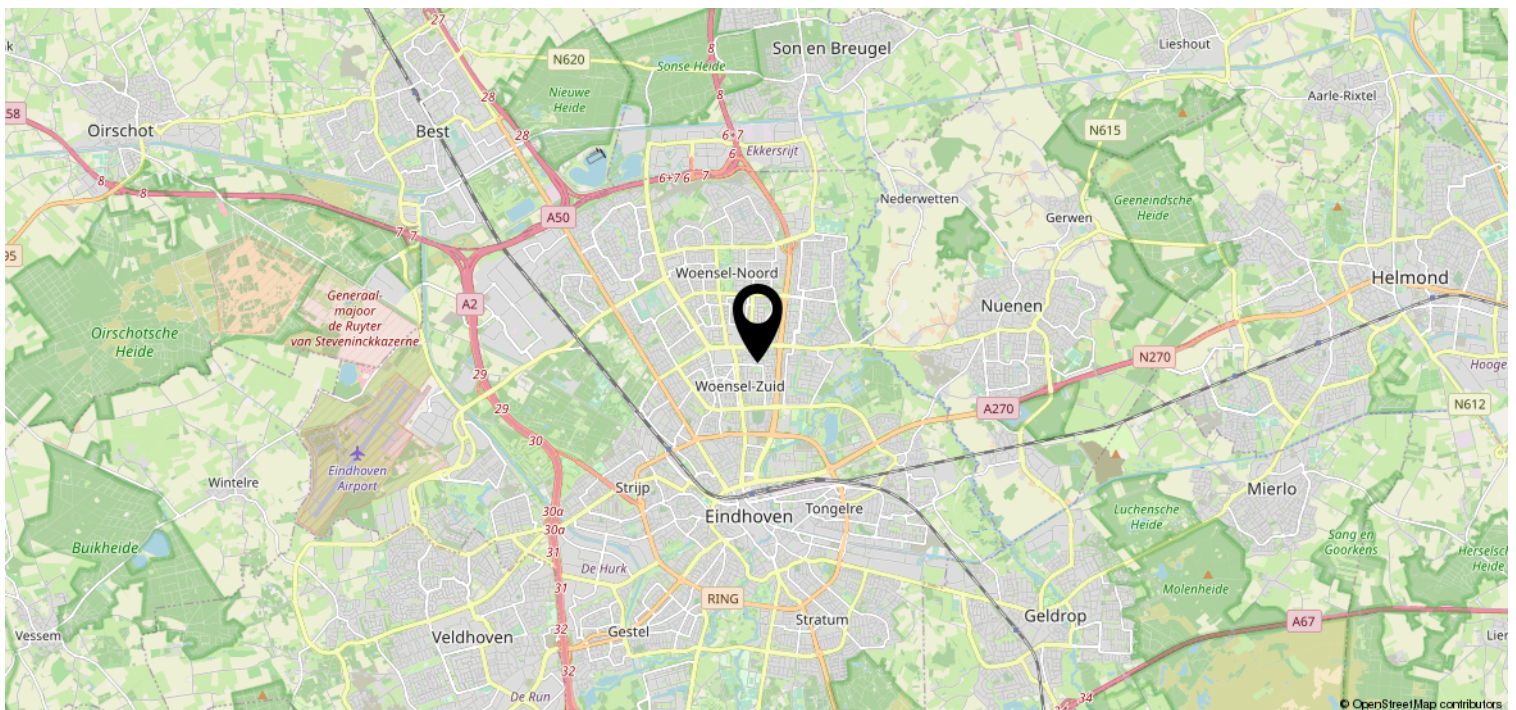 27
8
Son en Breugel
Lieshout
N620
Sonse Heide
Nieuwe
Heide
28
8
Aarle-Rixtel
58
Oirschot
Best
28
6+7
N615
6
Ekkersrijt
8
8
6+7 6
7
Nederwetten
Geeneindsche
Heide
A50
Gerwen
7 7
95
Woensel-Noord
Helmond
Generaal-
majoor
de Ruyter
van Steveninckkazerne
A2
Nuenen
Oirschotsche
Heide
N270
29
Woensel-Zuid
Hooge
29
A270
N612
30
Eindhoven
Airport
Wintelre
Strijp
Mierlo
30a
Eindhoven
Tongelre
Luchensche
Heide
30a
Buikheide
31
Sang en
Goorkens
Herselsch
Heide
De Hurk
31
RING
Molenheide
Vessem
Veldhoven
32
Gestel
Stratum
Geldrop
A67
Lier
32
De Run
34
34
© OpenStreetMap contributors